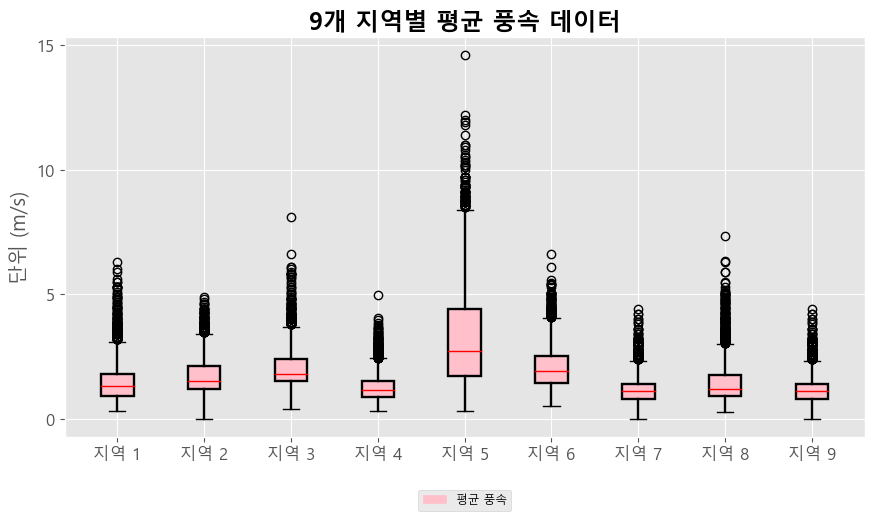 9개 지역별 평균 풍속 데이터
단위 (m/s)
15
10
5
0
지역 1 지역 2 지역 3 지역 4 지역 5 지역 6 지역 7 지역 8 지역 9
평균 풍속